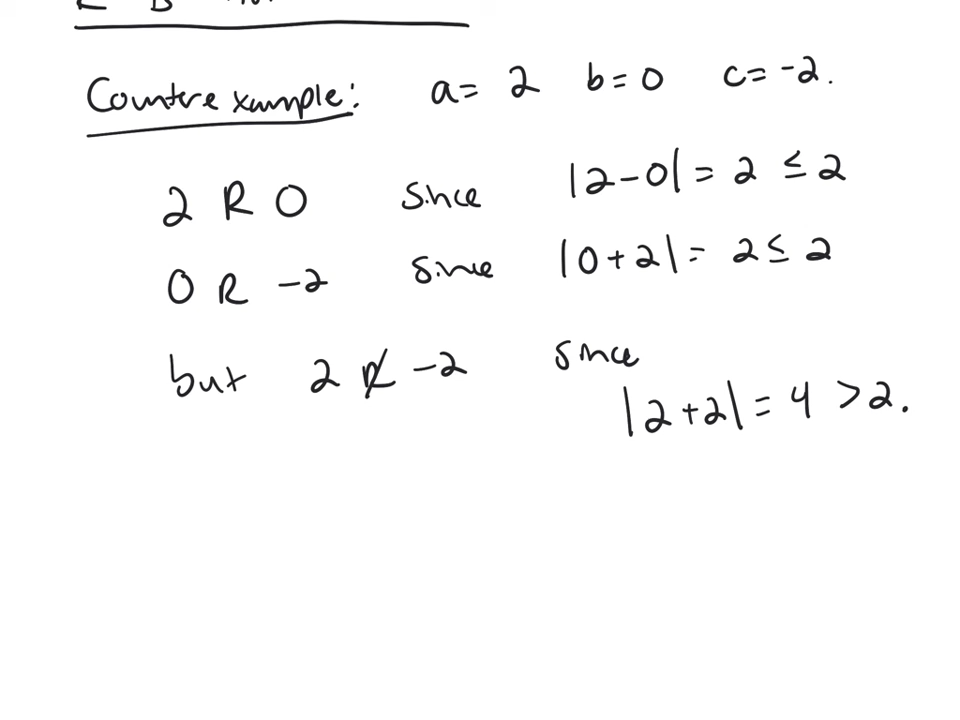 Counterexample: a= 2 b=0 c=-2.
2 R 0 since |2-0| = 2 ≤ 2
0 R -2 since |0+2| = 2 ≤ 2
but 2 R̸ -2 since
|2+2| = 4 > 2.